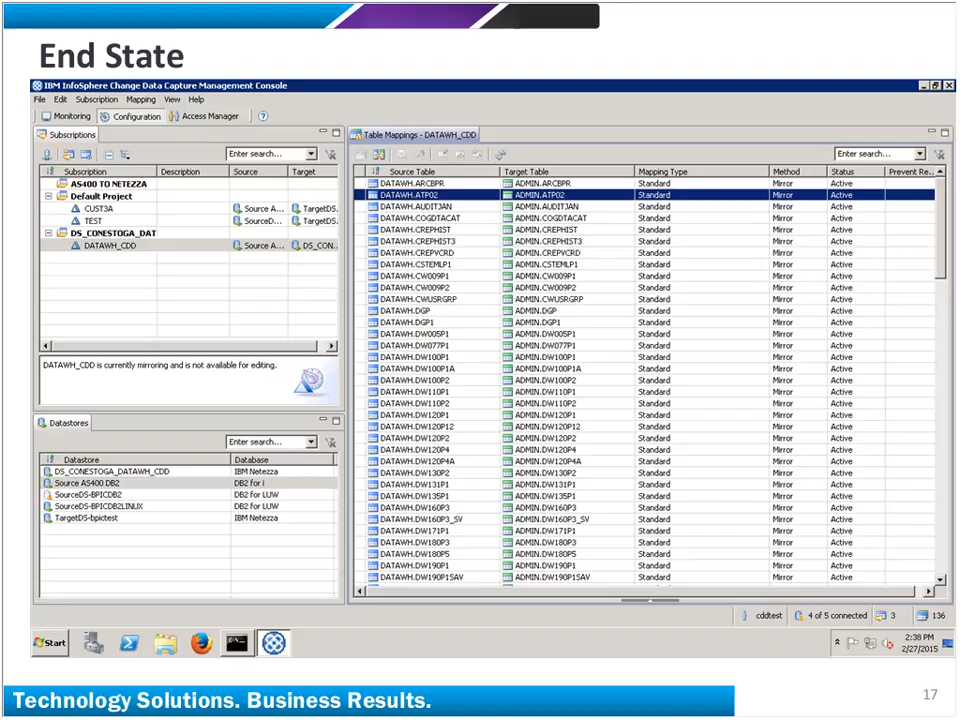 End State
IBM InfoSphere Change Data Capture Management Console
File Edit Subscription Mapping View Help
Monitoring Configuration Access Manager
Subscriptions
Enter search...
Subscription Description Source Target
AS400 TO NETEZZA
Default Project
CUST3A Source A... TargetDS.
TEST SourceD... TargetDS.
DS_CONESTOGA_DAT
DATAWH_CDD Source A... DS_CON..
DATAWH_CDD is currently mirroring and is not available for editing.
Datastores
Enter search...
Datastore Database
DS_CONESTOGA_DATAWH_CDD IBM Netezza
Source AS400 DB2 DB2 for i
SourceDS-BPICDB2 DB2 for LUW
SourceDS-BPICDB2LINUX DB2 for LUW
TargetDS-bpictest IBM Netezza
Table Mappings - DATAWH_CDD
Enter search...
Source Table Target Table Mapping Type Method Status Prevent Re..
DATAWH.ARCBPR ADMIN.ARCBPR Standard Mirror Active
DATAWH.ATP02 ADMIN.ATP02 Standard Mirror Active
DATAWH.AUDITJAN ADMIN.AUDITJAN Standard Mirror Active
DATAWH.COGDTACAT ADMIN.COGDTACAT Standard Mirror Active
DATAWH.CREPHIST ADMIN.CREPHIST Standard Mirror Active
DATAWH.CREPHIST3 ADMIN.CREPHIST3 Standard Mirror Active
DATAWH.CREPVCRD ADMIN.CREPVCRD Standard Mirror Active
DATAWH.CSTEMLP1 ADMIN.CSTEMLP1 Standard Mirror Active
DATAWH.CW009P1 ADMIN.CW009P1 Standard Mirror Active
DATAWH.CW009P2 ADMIN.CW009P2 Standard Mirror Active
DATAWH.CWUSRGRP ADMIN.CWUSRGRP Standard Mirror Active
DATAWH.DGP ADMIN.DGP Standard Mirror Active
DATAWH.DGP1 ADMIN.DGP1 Standard Mirror Active
DATAWH.DW005P1 ADMIN.DW005P1 Standard Mirror Active
DATAWH.DW077P1 ADMIN.DW077P1 Standard Mirror Active
DATAWH.DW100P1 ADMIN.DW100P1 Standard Mirror Active
DATAWH.DW100P1A ADMIN.DW100P1A Standard Mirror Active
DATAWH.DW100P2 ADMIN.DW100P2 Standard Mirror Active
DATAWH.DW110P1 ADMIN.DW110P1 Standard Mirror Active
DATAWH.DW110P2 ADMIN.DW110P2 Standard Mirror Active
DATAWH.DW120P1 ADMIN.DW120P1 Standard Mirror Active
DATAWH.DW120P12 ADMIN.DW120P12 Standard Mirror Active
DATAWH.DW120P2 ADMIN.DW120P2 Standard Mirror Active
DATAWH.DW120P4 ADMIN.DW120P4 Standard Mirror Active
DATAWH.DW120P4A ADMIN.DW120P4A Standard Mirror Active
DATAWH.DW130P2 ADMIN.DW130P2 Standard Mirror Active
DATAWH.DW131P1 ADMIN.DW131P1 Standard Mirror Active
DATAWH.DW135P1 ADMIN.DW135P1 Standard Mirror Active
DATAWH.DW160P3 ADMIN.DW160P3 Standard Mirror Active
DATAWH.DW160P3_SV ADMIN.DW160P3_SV Standard Mirror Active
DATAWH.DW171P1 ADMIN.DW171P1 Standard Mirror Active
DATAWH.DW180P3 ADMIN.DW180P3 Standard Mirror Active
DATAWH.DW180P5 ADMIN.DW180P5 Standard Mirror Active
DATAWH.DW190P1 ADMIN.DW190P1 Standard Mirror Active
DATAWH.DW190P1SAV ADMIN.DW190P1SAV Standard Mirror Active
cddtest 4 of 5 connected 3 136
Start
2:38 PM
2/27/2015
Technology Solutions. Business Results.
17